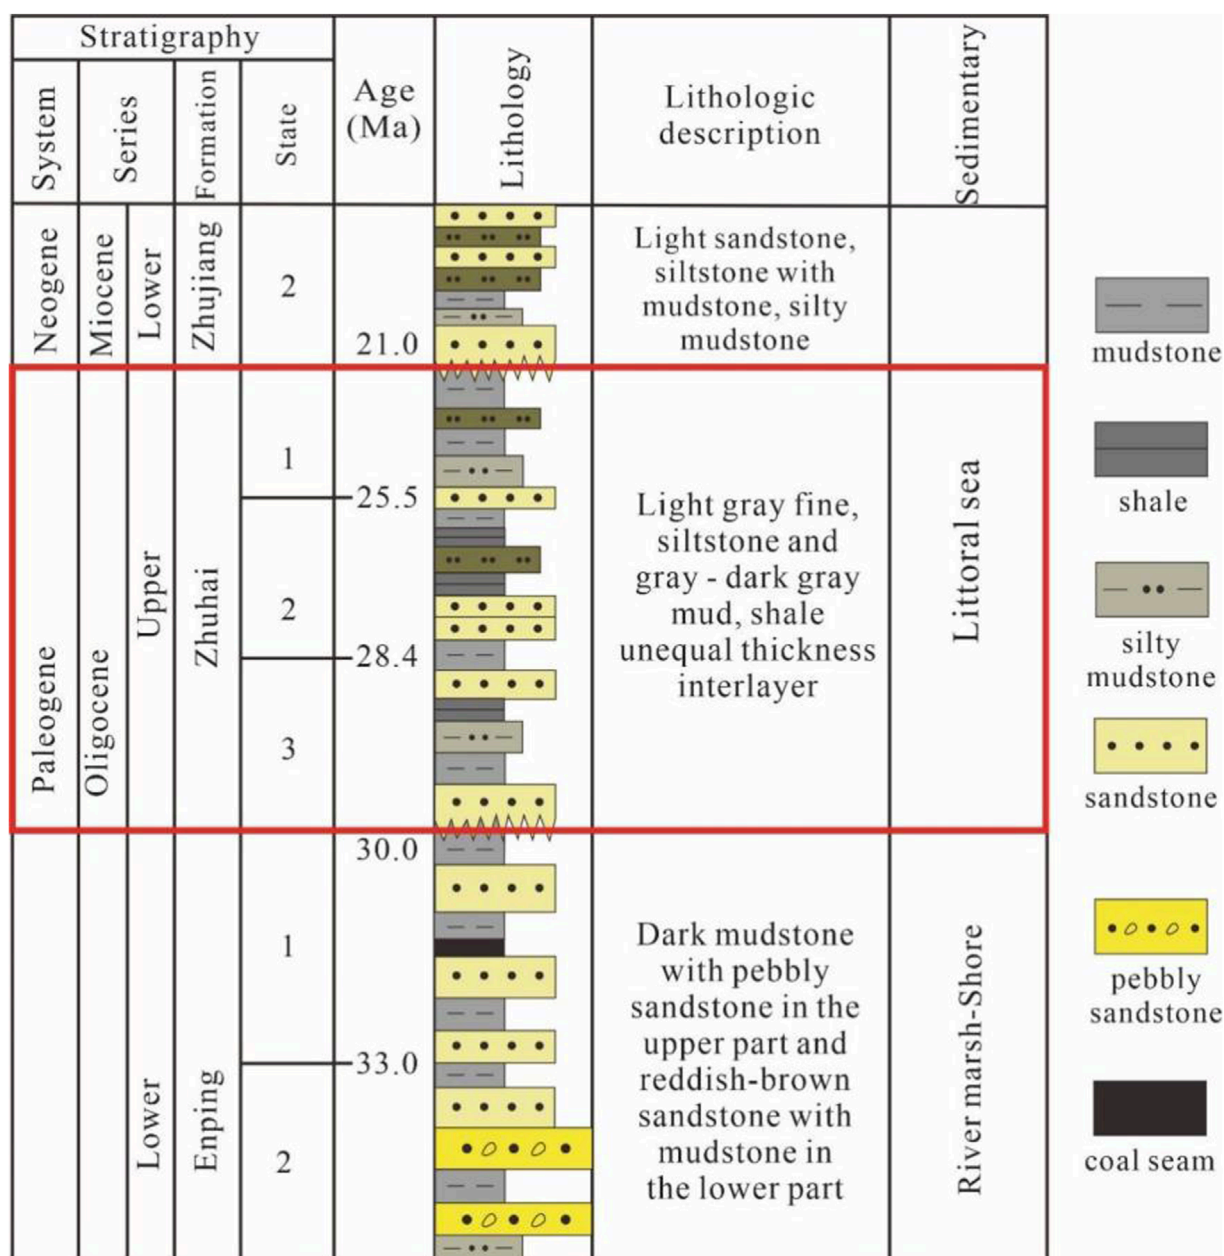 Stratigraphy
System
Series
Formation
State
Age
(Ma)
Lithology
Lithologic
description
Sedimentary
Neogene
Miocene
Lower
Zhujiang
2
21.0
Light sandstone,
siltstone with
mudstone, silty
mudstone
Paleogene
Oligocene
Upper
Zhuhai
1
25.5
2
28.4
3
Light gray fine,
siltstone and
gray - dark gray
mud, shale
unequal thickness
interlayer
Littoral sea
30.0
Lower
Enping
1
33.0
2
Dark mudstone
with pebbly
sandstone in the
upper part and
reddish-brown
sandstone with
mudstone in
the lower part
River marsh-Shore
mudstone
shale
silty
mudstone
sandstone
pebbly
sandstone
coal seam